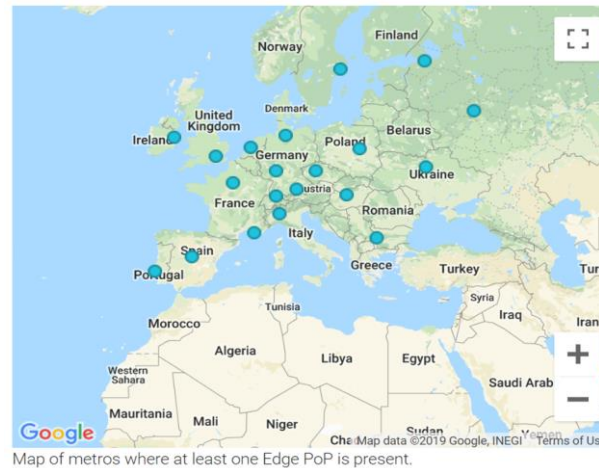 Finland
Norway
Denmark
United
Kingdom
Ireland
Belarus
Poland
Germany
Ukraine
Austria
France
Romania
Italy
Spain
Portugal
Greece
Turkey
Syria
Tunisia
Iraq
Iran
Morocco
Algeria
Libya
Egypt
Western
Sahara
Saudi Arab
Mauritania
Mali
Niger
Sudan
Yemen
Google
Map data ©2019 Google, INEGI
Terms of Us
Map of metros where at least one Edge PoP is present.